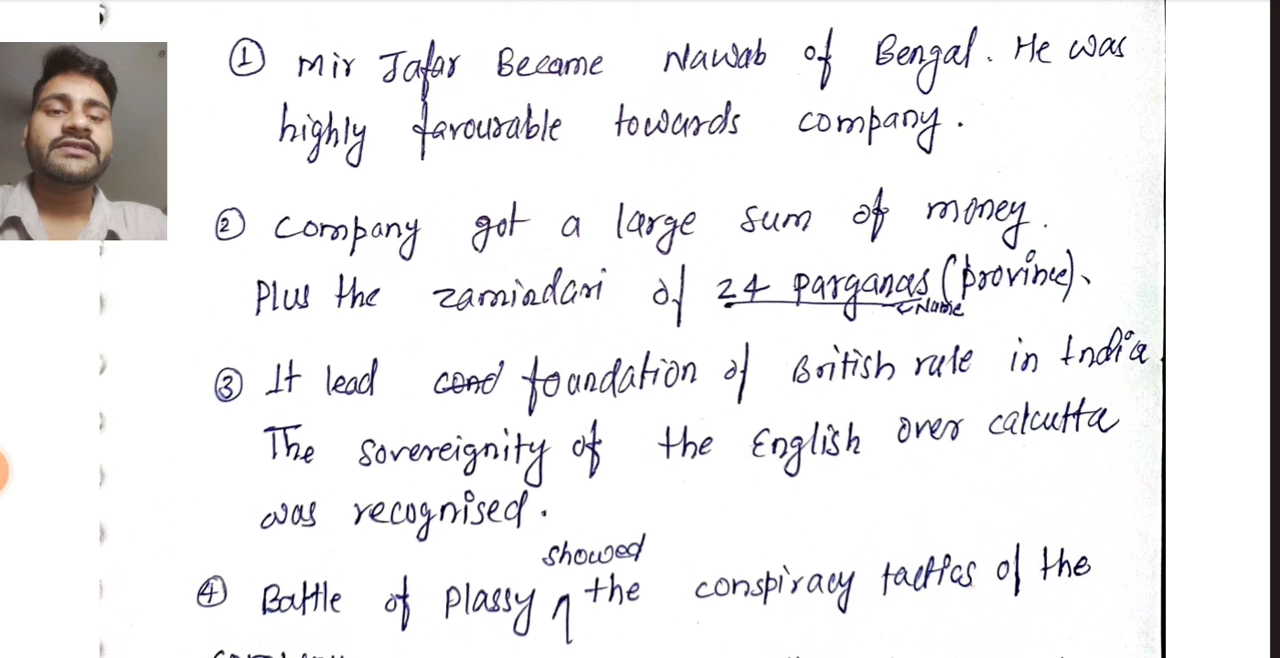 ① Mir Jafar Became Nawab of Bengal. He was
highly favourable towards company.
② Company got a large sum of money.
Plus the zamindari of 24 Parganas (province).
Name
③ It lead foundation of British rule in India.
The sovereignity of the English over calcutta
was recognised.
showed
④ Battle of Plassy the conspiracy tactics of the